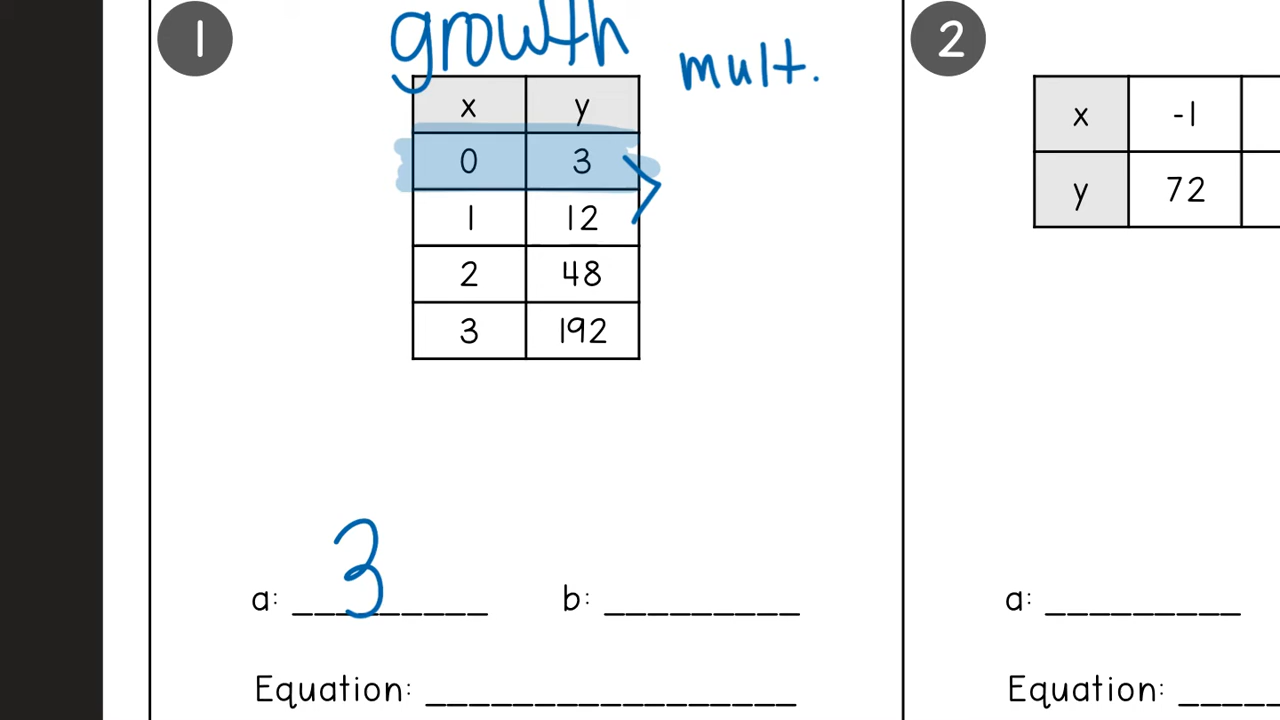 1
growth
mult.
x y
0 3
1 12
2 48
3 192
a: 3 b:
Equation:
2
x -1
y 72
a:
Equation: